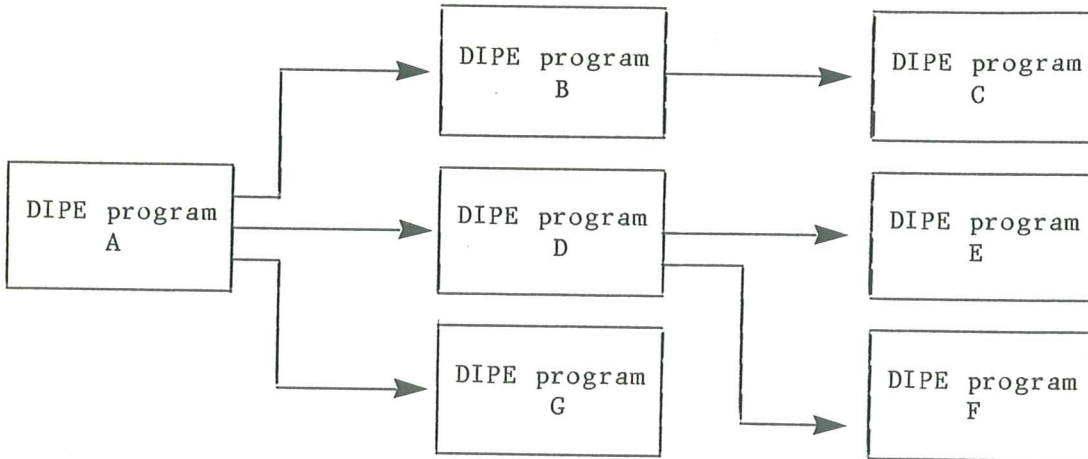 DIPE program
B
DIPE program
C
DIPE program
A
DIPE program
D
DIPE program
E
DIPE program
G
DIPE program
F